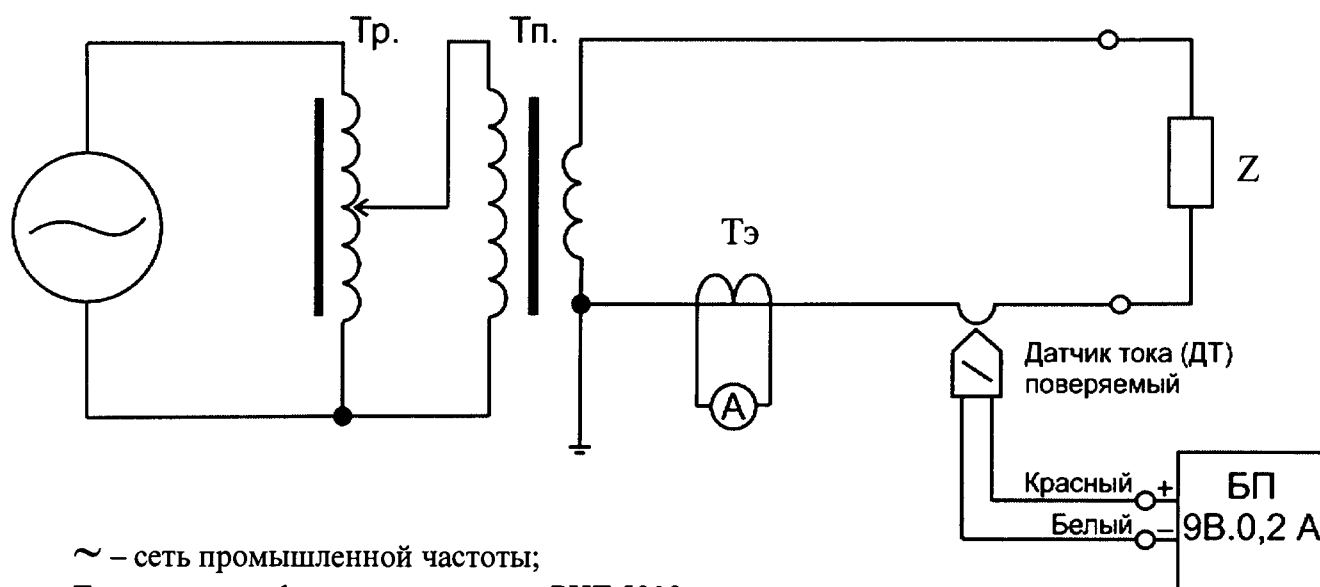 Тр.
Тп.
Z
Тэ
A
Датчик тока (ДТ)
поверяемый
Красный +
Белый –
БП
9В.0,2 А
~ – сеть промышленной частоты;